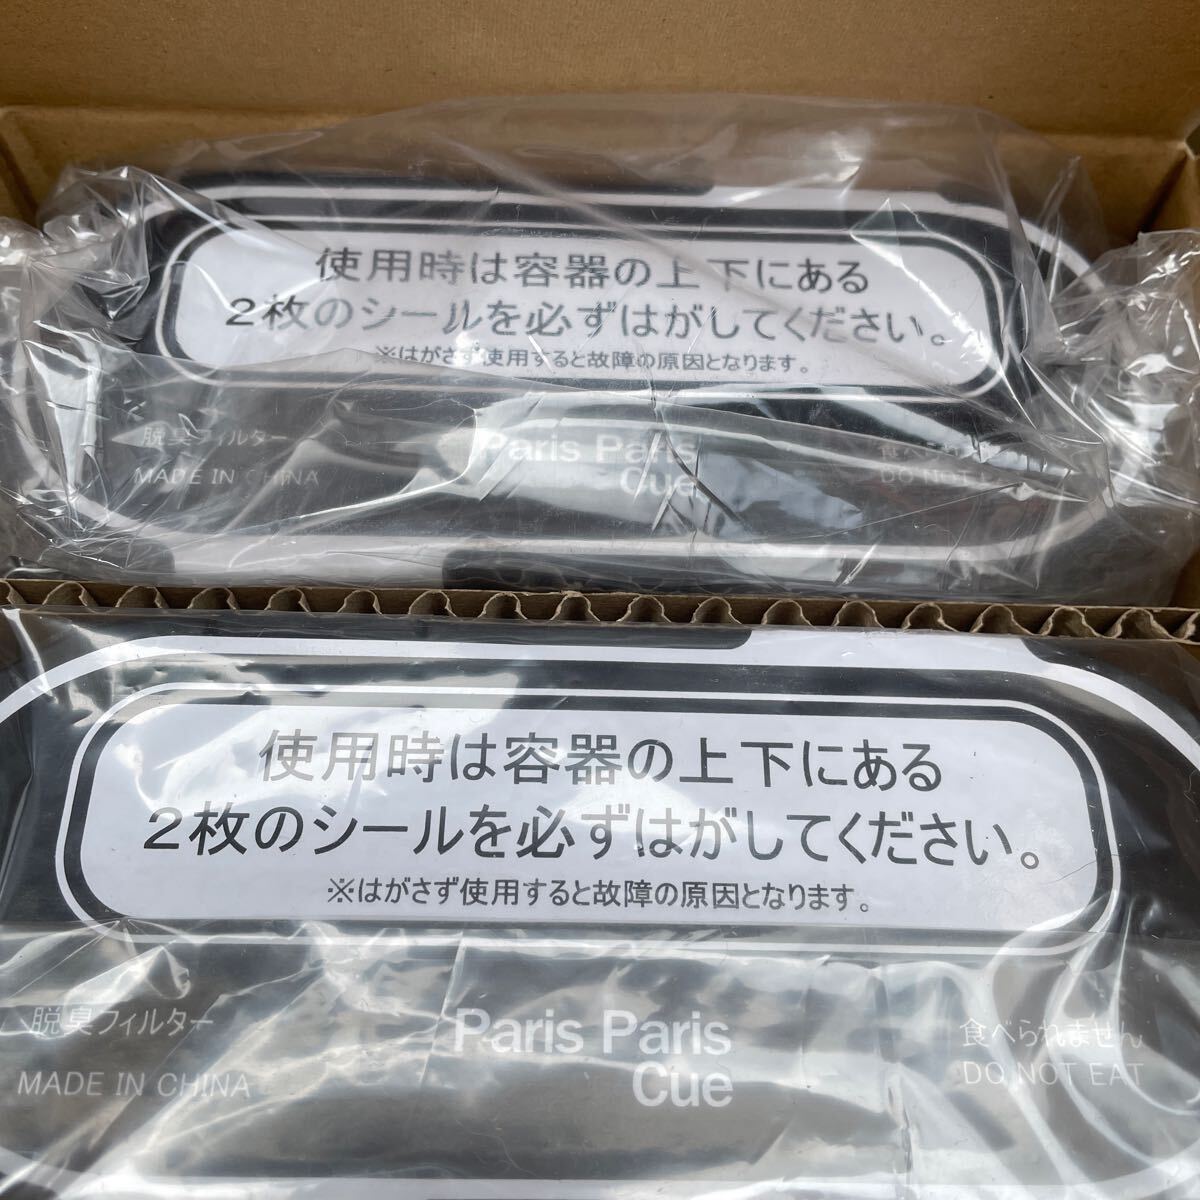 使用時は容器の上下にある
2枚のシールを必ずはがしてください。
※はがさず使用すると故障の原因となります。
脱臭フィルター
MADE IN CHINA
Paris Paris
Cue
食べられ
DO NOT
使用時は容器の上下にある
2枚のシールを必ずはがしてください。
※はがさず使用すると故障の原因となります。
脱臭フィルター
MADE IN CHINA
Paris Paris
Cue
食べられません
DO NOT EAT